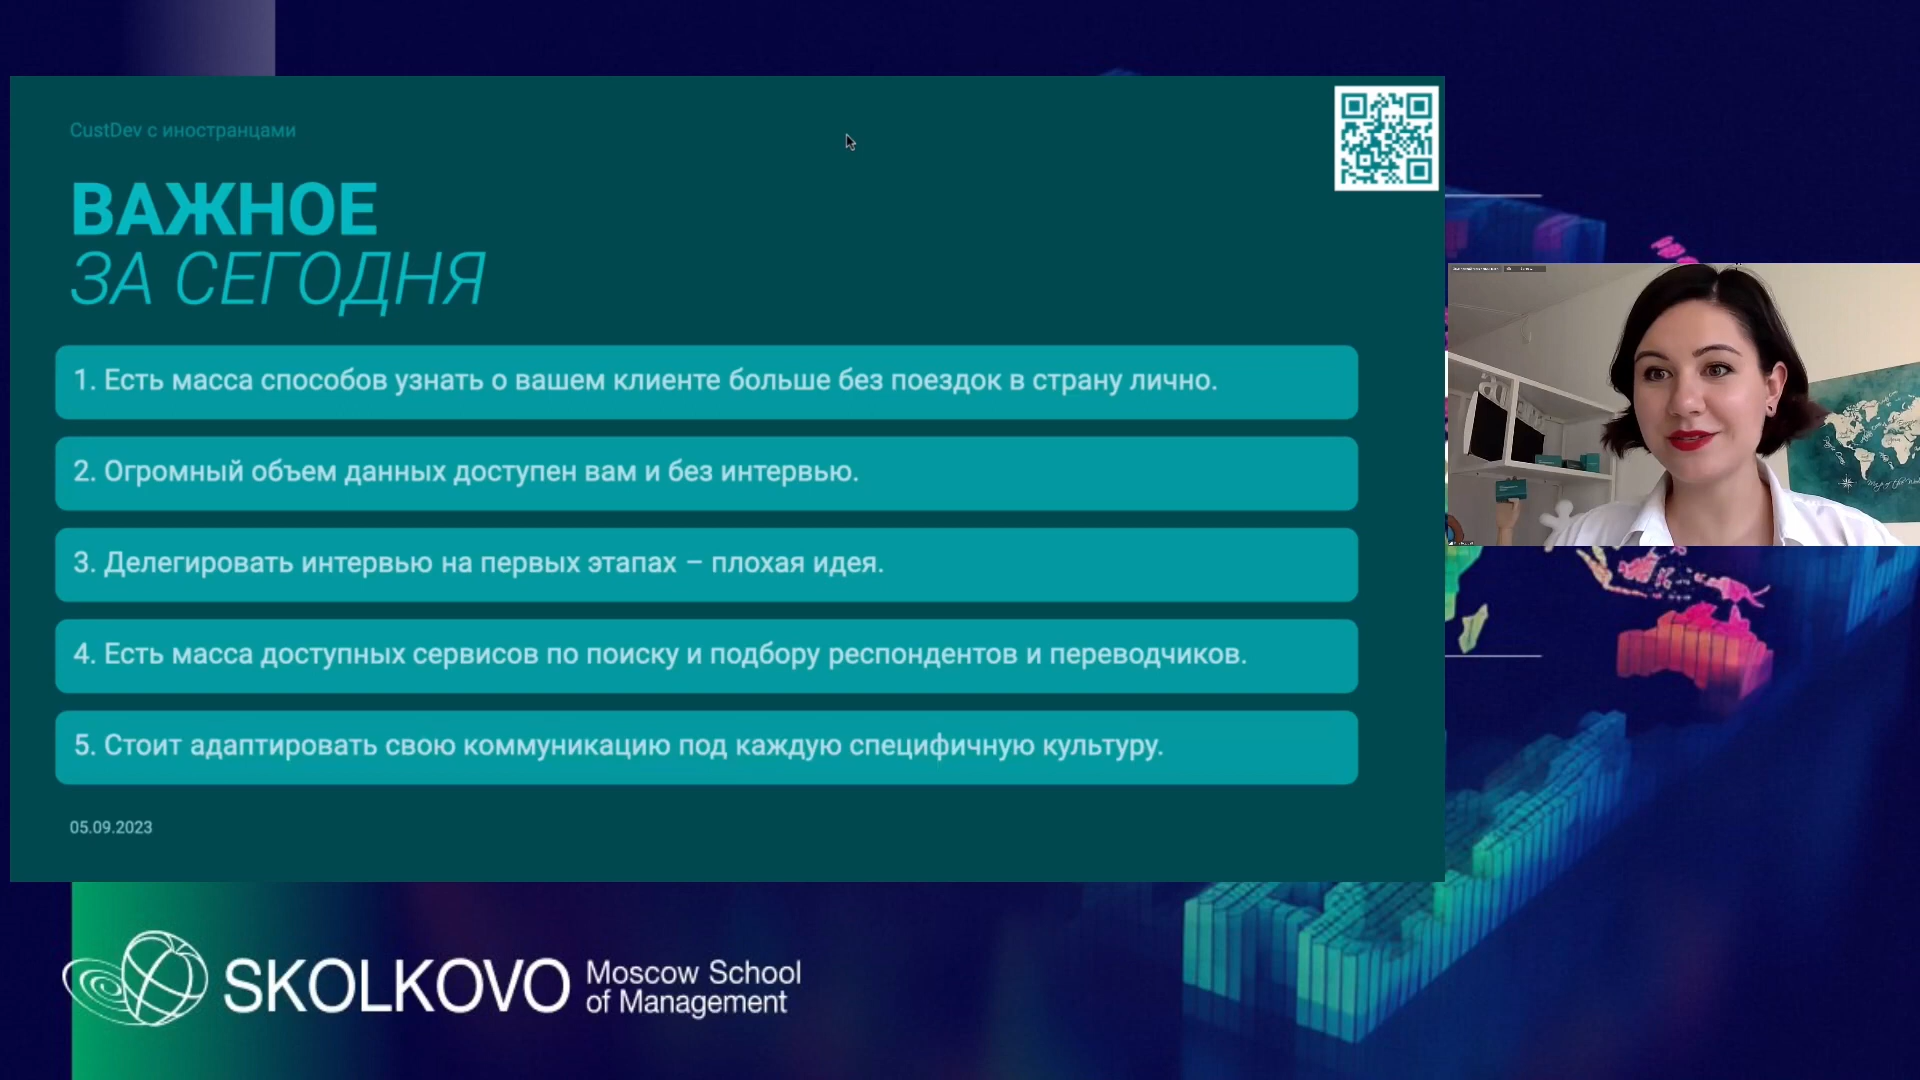 CustDev с иностранцами
ВАЖНОЕ
ЗА СЕГОДНЯ
1. Есть масса способов узнать о вашем клиенте больше без поездок в страну лично.
2. Огромный объем данных доступен вам и без интервью.
3. Делегировать интервью на первых этапах – плохая идея.
4. Есть масса доступных сервисов по поиску и подбору респондентов и переводчиков.
5. Стоит адаптировать свою коммуникацию под каждую специфичную культуру.
05.09.2023
SKOLKOVO
Moscow School
of Management